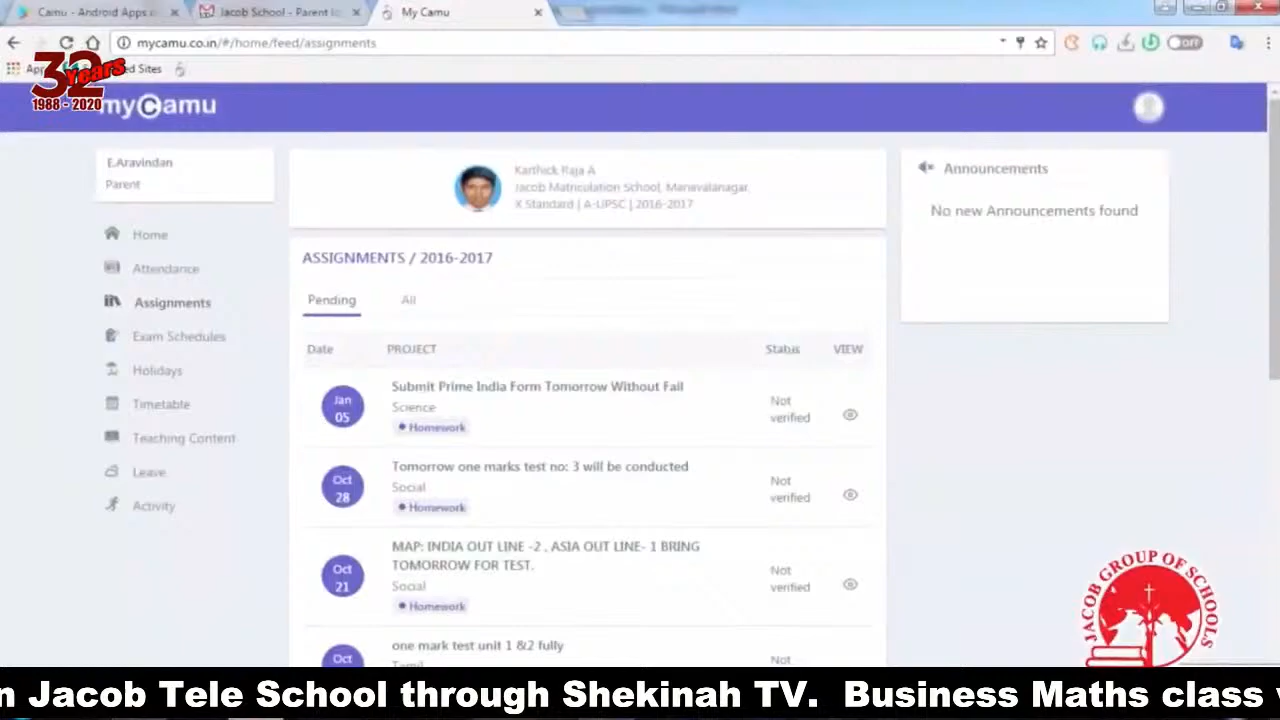 Camu - Android Apps
Jacob School - Parent
My Camu
mycamu.co.in/#/home/feed/assignments
OFF
ed Sites
32 Years
1988 - 2020
myCamu
E.Aravindan
Parent
Karthick Raja A
Jacob Matriculation School, Manavalanagar,
X Standard | A-UPSC | 2016-2017
Announcements
No new Announcements found
Home
Attendance
Assignments
Exam Schedules
Holidays
Timetable
Teaching Content
Leave
Activity
ASSIGNMENTS / 2016-2017
Pending All
Date PROJECT Status VIEW
Jan 05
Submit Prime India Form Tomorrow Without Fail
Science
Homework
Not verified
Oct 28
Tomorrow one marks test no: 3 will be conducted
Social
Homework
Not verified
Oct 21
MAP: INDIA OUT LINE -2 , ASIA OUT LINE- 1 BRING
TOMORROW FOR TEST.
Social
Homework
Not verified
Oct
one mark test unit 1 &2 fully
Tamil
Not
JACOB GROUP OF SCHOOLS
n Jacob Tele School through Shekinah TV. Business Maths class